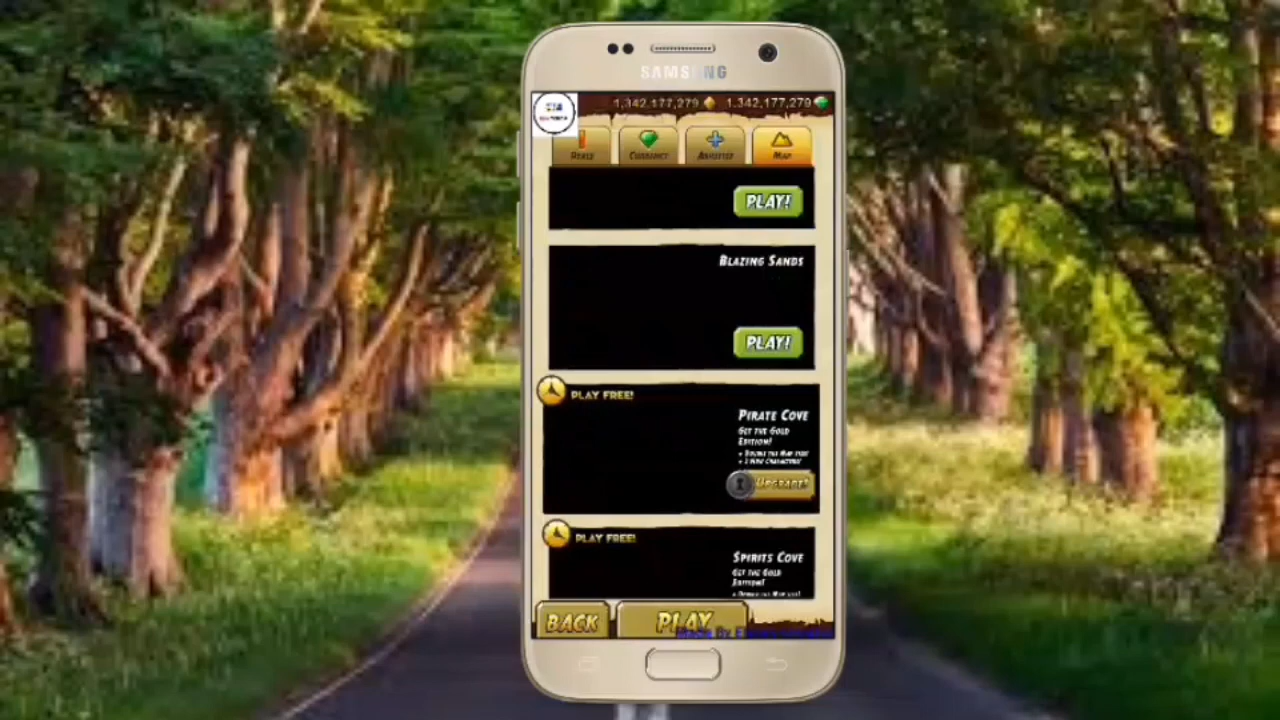 SAMSUNG
1,342,177,279 1,342,177,279
MAP
PLAY!
BLAZING SANDS
PLAY!
PLAY FREE!
PIRATE COVE
GET THE GOLD
EDITION!
UPGRADE!
PLAY FREE!
SPIRITS COVE
GET THE GOLD
EDITION!
BACK PLAY